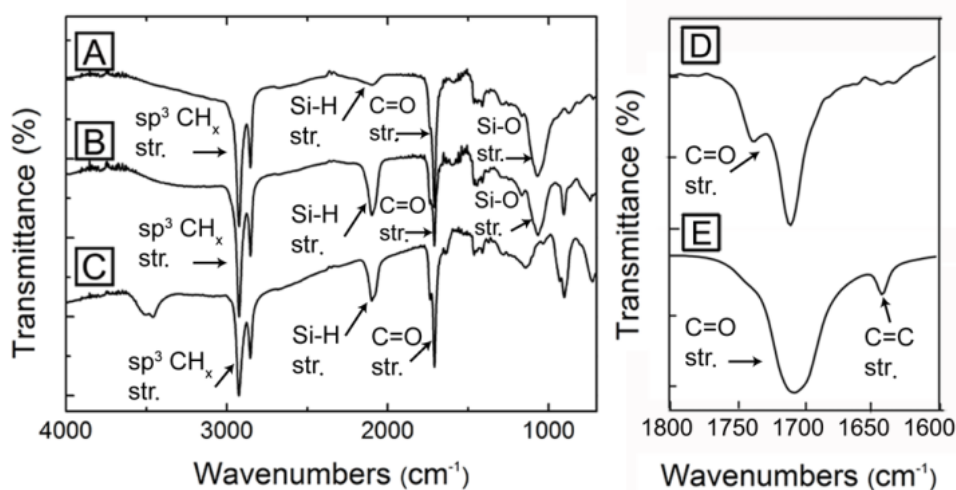 A
D
Si-H
str.
C=O
str.
sp³ CHₓ
str.
Si-O
str.
B
C=O
str.
Transmittance (%)
Transmittance (%)
sp³ CHₓ
str.
Si-H
str.
C=O
str.
Si-O
str.
C
E
C=O
str.
C=C
str.
Si-H
str.
C=O
str.
sp³ CHₓ
str.
4000 3000 2000 1000
1800 1750 1700 1650 1600
Wavenumbers (cm⁻¹)
Wavenumbers (cm⁻¹)